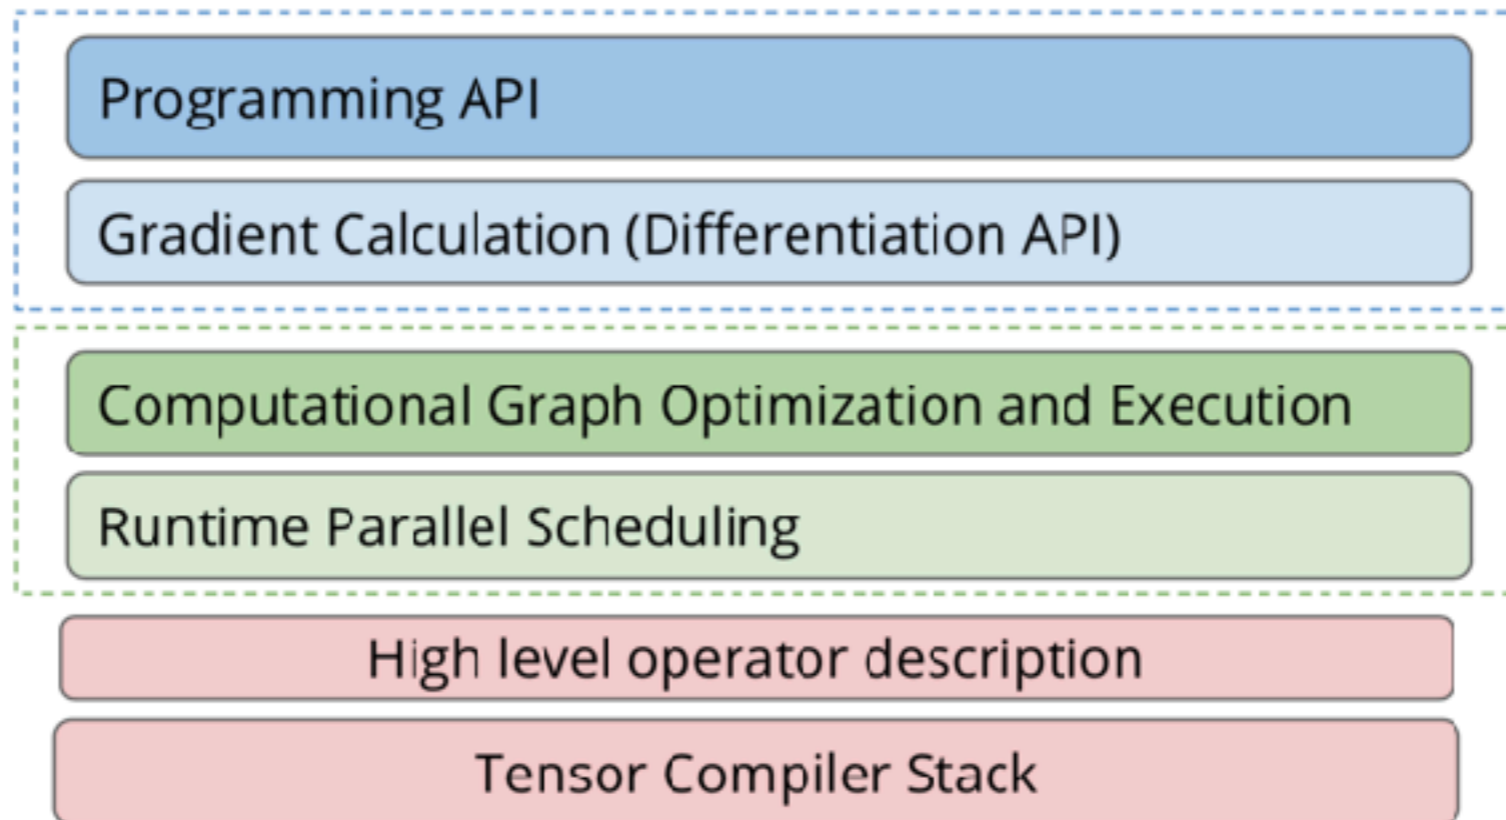 Programming API
Gradient Calculation (Differentiation API)
Computational Graph Optimization and Execution
Runtime Parallel Scheduling
High level operator description
Tensor Compiler Stack